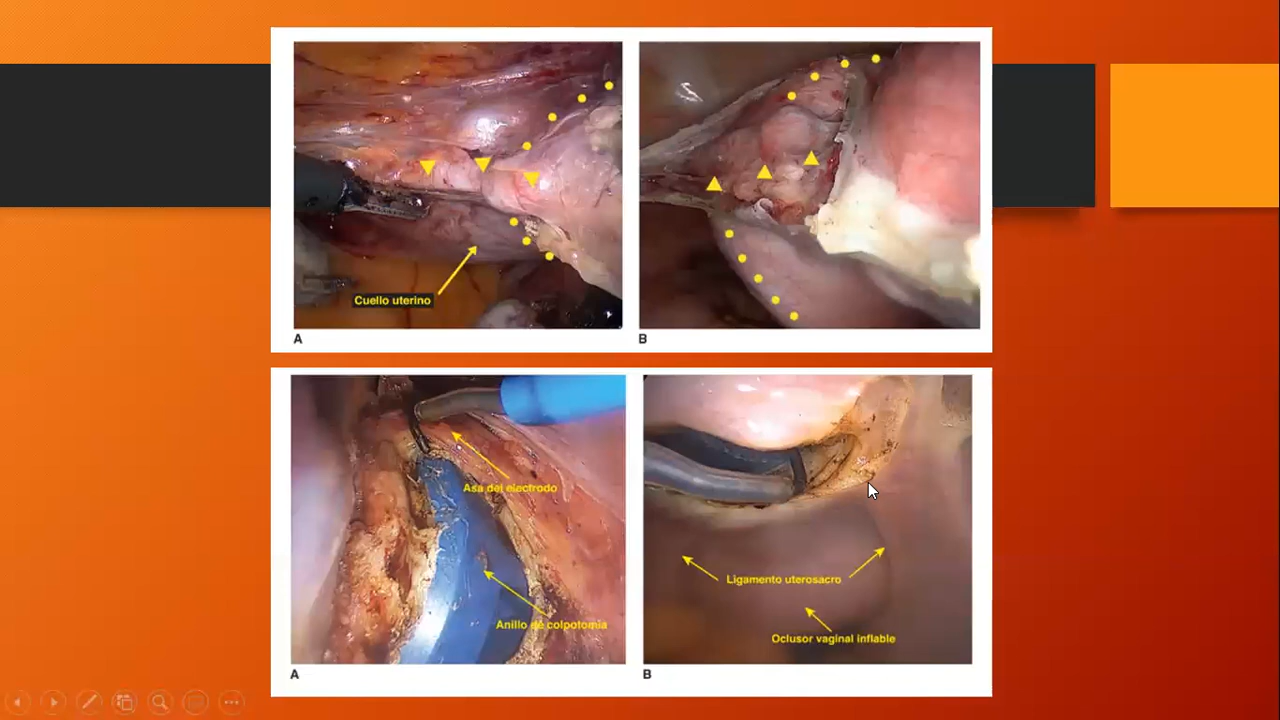 Cuello uterino
A
B
Asa del electrodo
Anillo de colpotomía
A
Ligamento uterosacro
Oclusor vaginal inflable
B